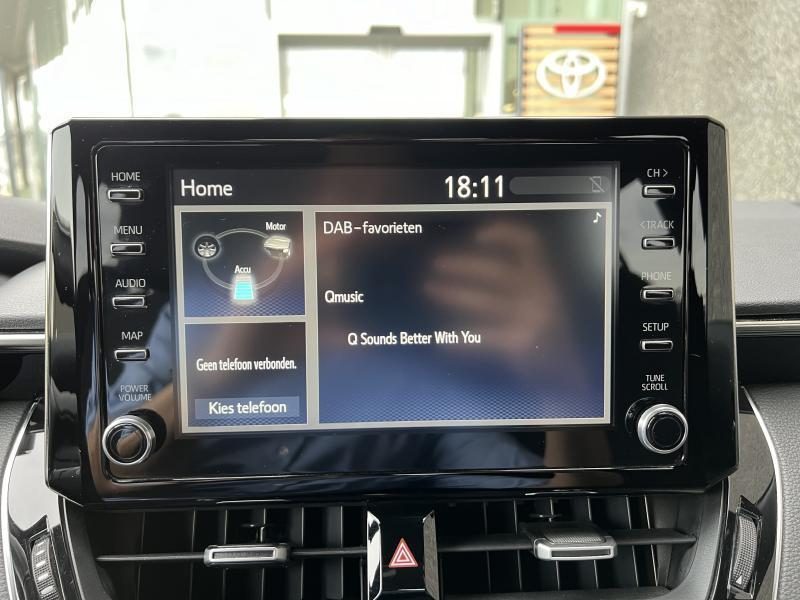 HOME
MENU
AUDIO
MAP
POWER
VOLUME
Home
18:11
Motor
Accu
Geen telefoon verbonden.
Kies telefoon
DAB-favorieten
Qmusic
Q Sounds Better With You
CH >
< TRACK
PHONE
SETUP
TUNE
SCROLL